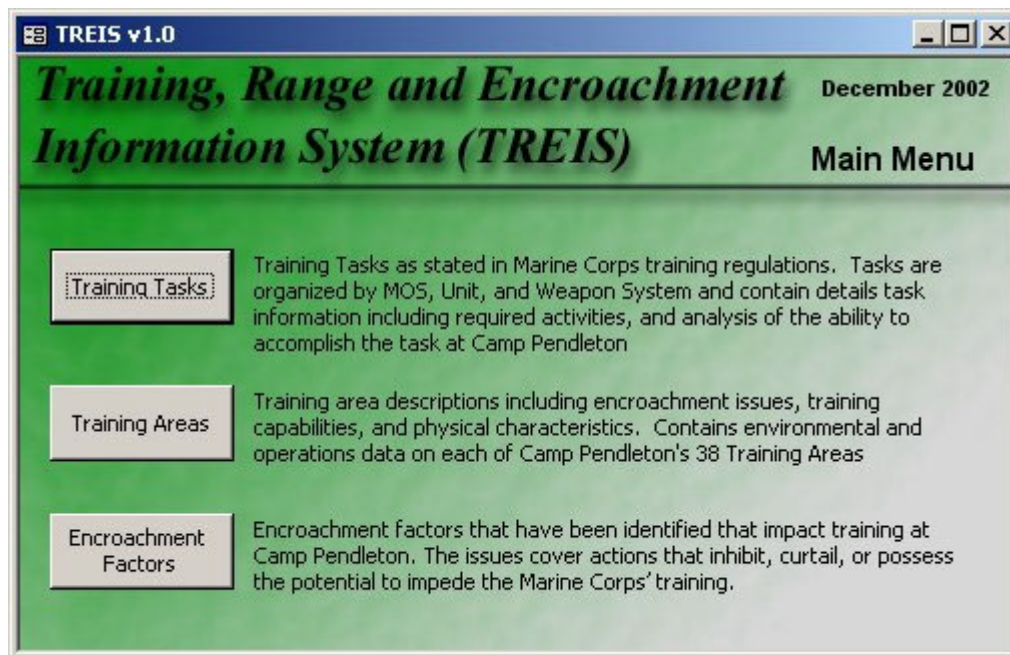 TREIS v1.0
Training, Range and Encroachment
Information System (TREIS)
December 2002
Main Menu
Training Tasks
Training Tasks as stated in Marine Corps training regulations.  Tasks are
organized by MOS, Unit, and Weapon System and contain details task
information including required activities, and analysis of the ability to
accomplish the task at Camp Pendleton
Training Areas
Training area descriptions including encroachment issues, training
capabilities, and physical characteristics.  Contains environmental and
operations data on each of Camp Pendleton's 38 Training Areas
Encroachment
Factors
Encroachment factors that have been identified that impact training at
Camp Pendleton. The issues cover actions that inhibit, curtail, or possess
the potential to impede the Marine Corps’ training.